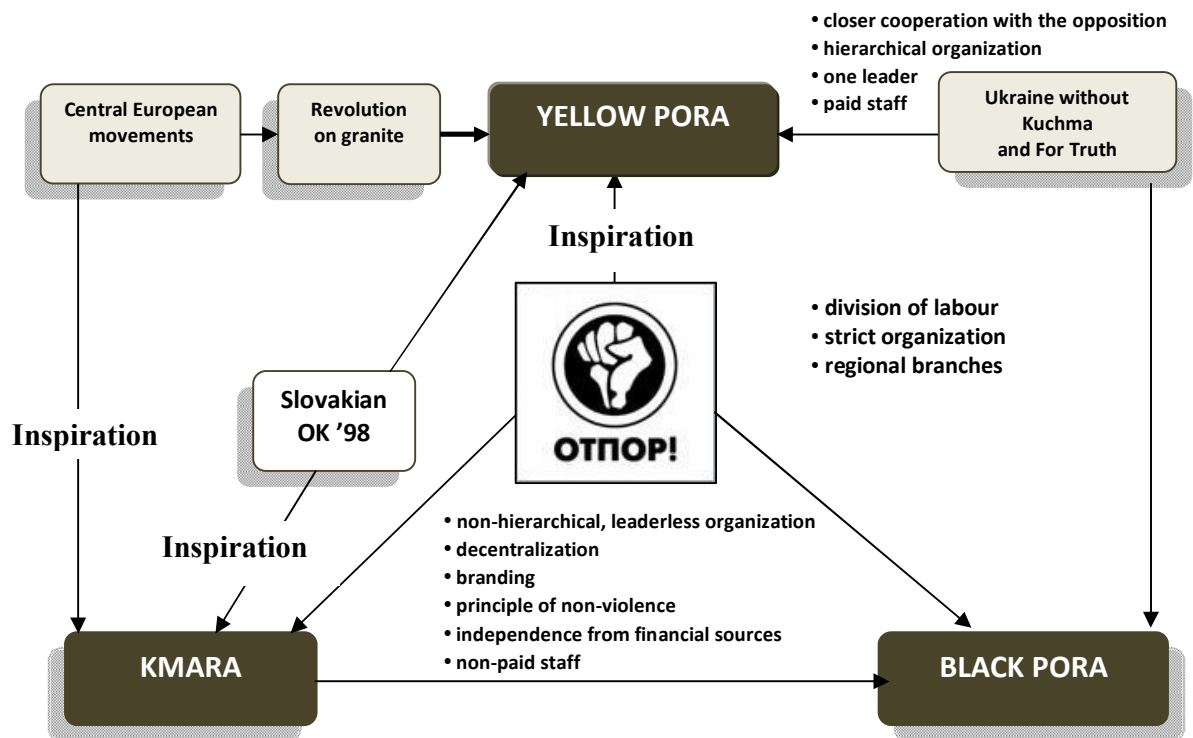 • closer cooperation with the opposition
• hierarchical organization
• one leader
• paid staff
Central European
movements
Revolution
on granite
YELLOW PORA
Ukraine without
Kuchma
and For Truth
Inspiration
• division of labour
• strict organization
• regional branches
Slovakian
OK ’98
ОТПОР!
Inspiration
Inspiration
• non-hierarchical, leaderless organization
• decentralization
• branding
• principle of non-violence
• independence from financial sources
• non-paid staff
KMARA
BLACK PORA